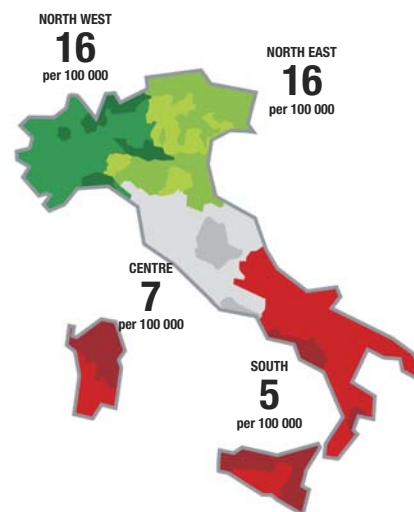 NORTH WEST
16
per 100 000
NORTH EAST
16
per 100 000
CENTRE
7
per 100 000
SOUTH
5
per 100 000